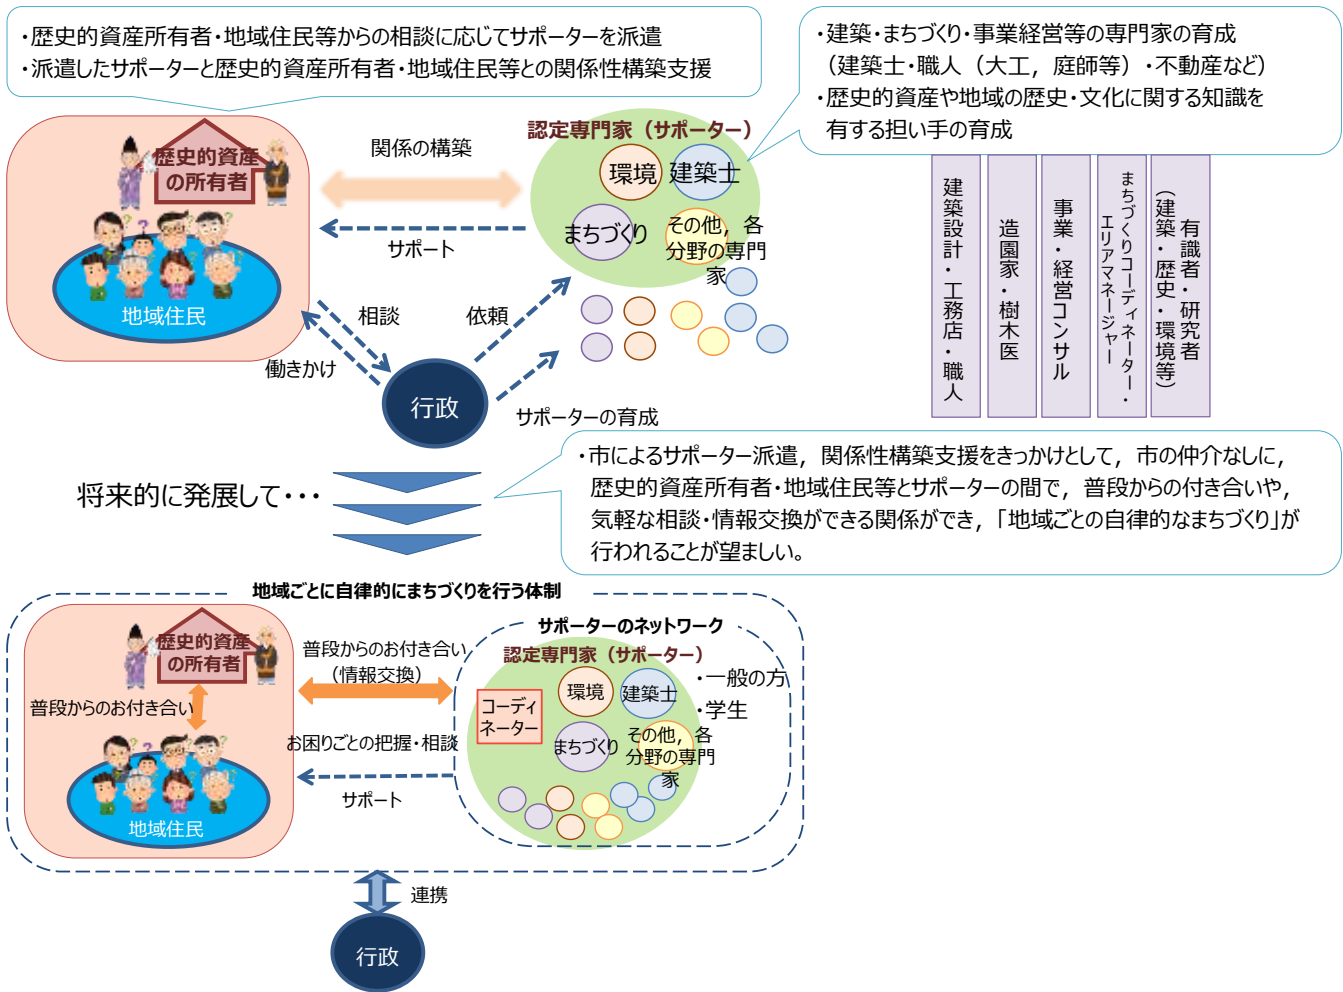 ・歴史的資産所有者・地域住民等からの相談に応じてサポーターを派遣
・派遣したサポーターと歴史的資産所有者・地域住民等との関係性構築支援
・建築・まちづくり・事業経営等の専門家の育成
（建築士・職人（大工，庭師等）・不動産など）
・歴史的資産や地域の歴史・文化に関する知識を
有する担い手の育成
歴史的資産
の所有者
地域住民
関係の構築
サポート
相談
働きかけ
依頼
行政
サポーターの育成
認定専門家（サポーター）
環境
建築士
まちづくり
その他，各
分野の専門
家
建築設計・工務店・職人
造園家・樹木医
事業・経営コンサル
まちづくりコーディネーター・
エリアマネージャー
有識者・研究者
（建築・歴史・環境等）
将来的に発展して・・・
・市によるサポーター派遣，関係性構築支援をきっかけとして，市の仲介なしに，
歴史的資産所有者・地域住民等とサポーターの間で，普段からの付き合いや，
気軽な相談・情報交換ができる関係ができ，「地域ごとの自律的なまちづくり」が
行われることが望ましい。
地域ごとに自律的にまちづくりを行う体制
歴史的資産
の所有者
普段からのお付き合い
地域住民
普段からのお付き合い
（情報交換）
お困りごとの把握・相談
サポート
サポーターのネットワーク
認定専門家（サポーター）
コーディ
ネーター
環境
建築士
まちづくり
その他，各
分野の専門
家
・一般の方
・学生
連携
行政